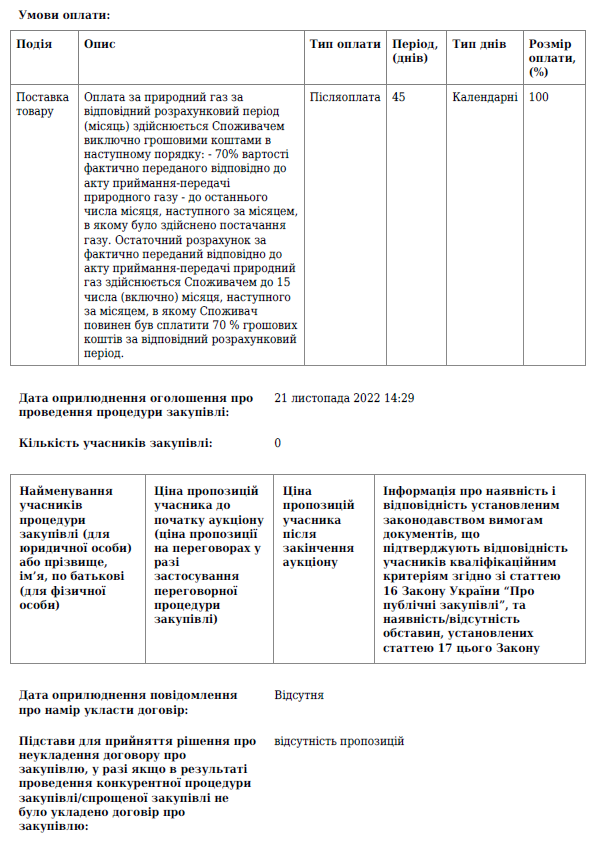 Умови оплати:
Подія
Опис
Тип оплати
Період,
(днів)
Тип днів
Розмір
оплати,
(%)
Поставка
товару
Оплата за природний газ за
відповідний розрахунковий період
(місяць) здійснюється Споживачем
виключно грошовими коштами в
наступному порядку: - 70% вартості
фактично переданого відповідно до
акту приймання-передачі
природного газу - до останнього
числа місяця, наступного за місяцем,
в якому було здійснено постачання
газу. Остаточний розрахунок за
фактично переданий відповідно до
акту приймання-передачі природний
газ здійснюється Споживачем до 15
числа (включно) місяця, наступного
за місяцем, в якому Споживач
повинен був сплатити 70 % грошових
коштів за відповідний розрахунковий
період.
Післяоплата
45
Календарні
100
Дата оприлюднення оголошення про
проведення процедури закупівлі:
21 листопада 2022 14:29
Кількість учасників закупівлі:
0
Найменування
учасників
процедури
закупівлі (для
юридичної особи)
або прізвище,
ім’я, по батькові
(для фізичної
особи)
Ціна пропозицій
учасника до
початку аукціону
(ціна пропозиції
на переговорах у
разі
застосування
переговорної
процедури
закупівлі)
Ціна
пропозицій
учасника
після
закінчення
аукціону
Інформація про наявність і
відповідність установленим
законодавством вимогам
документів, що
підтверджують відповідність
учасників кваліфікаційним
критеріям згідно зі статтею
16 Закону України “Про
публічні закупівлі”, та
наявність/відсутність
обставин, установлених
статтею 17 цього Закону
Дата оприлюднення повідомлення
про намір укласти договір:
Відсутня
Підстави для прийняття рішення про
неукладення договору про
закупівлю, у разі якщо в результаті
проведення конкурентної процедури
закупівлі/спрощеної закупівлі не
було укладено договір про
закупівлю:
відсутність пропозицій